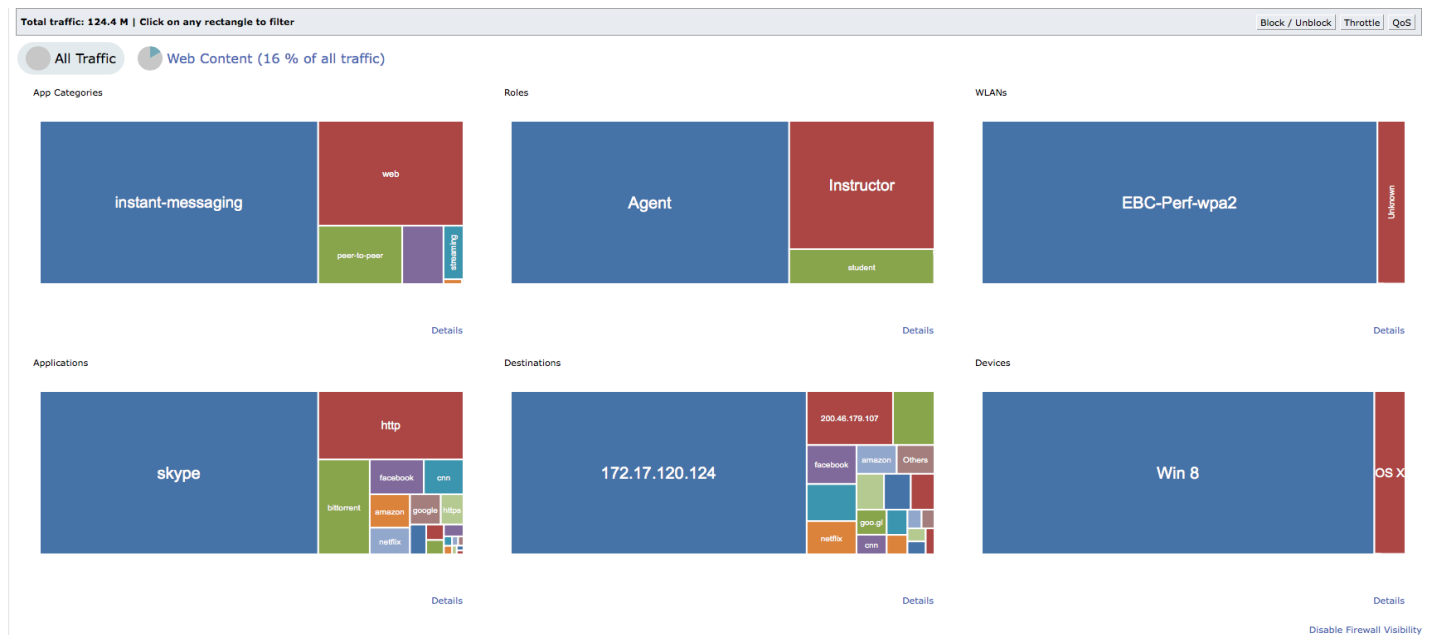 Total traffic: 124.4 M | Click on any rectangle to filter
Block / Unblock
Throttle
QoS
All Traffic
Web Content (16 % of all traffic)
App Categories
instant-messaging
web
peer-to-peer
streaming
Details
Roles
Agent
Instructor
student
Details
WLANs
EBC-Perf-wpa2
Unknown
Details
Applications
skype
http
bittorrent
facebook
cnn
amazon
google
https
netflix
Details
Destinations
172.17.120.124
200.46.179.107
facebook
amazon
Others
goo.gl
netflix
cnn
Details
Devices
Win 8
OS X
Details
Disable Firewall Visibility